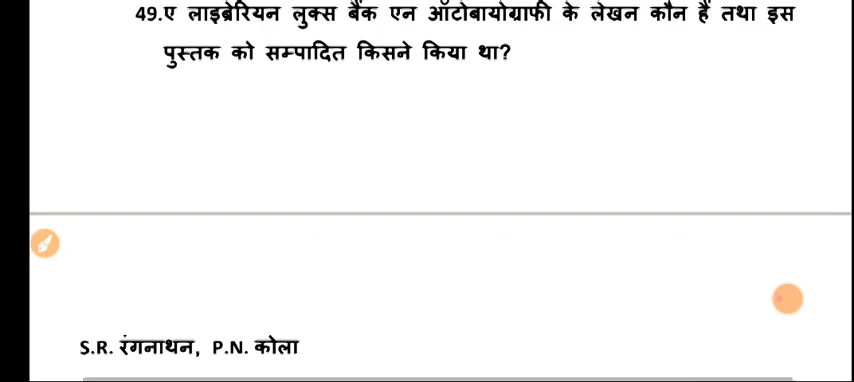 49.ए लाइब्रेरियन लुक्स बैंक एन ऑटोबायोग्राफी के लेखन कौन हैं तथा इस
पुस्तक को सम्पादित किसने किया था?
S.R. रंगनाथन, P.N. कोला